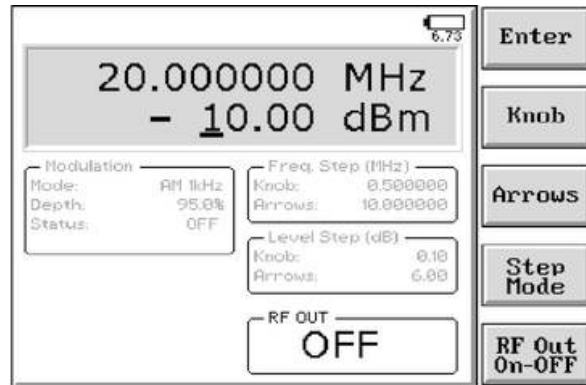 6.73
20.000000 MHz
- 10.00 dBm
Modulation
Mode: AM 1kHz
Depth: 95.0%
Status: OFF
Freq. Step (MHz)
Knob: 0.500000
Arrows: 10.000000
Level Step (dB)
Knob: 0.10
Arrows: 6.00
RF OUT
OFF
Enter
Knob
Arrows
Step
Mode
RF Out
On-OFF